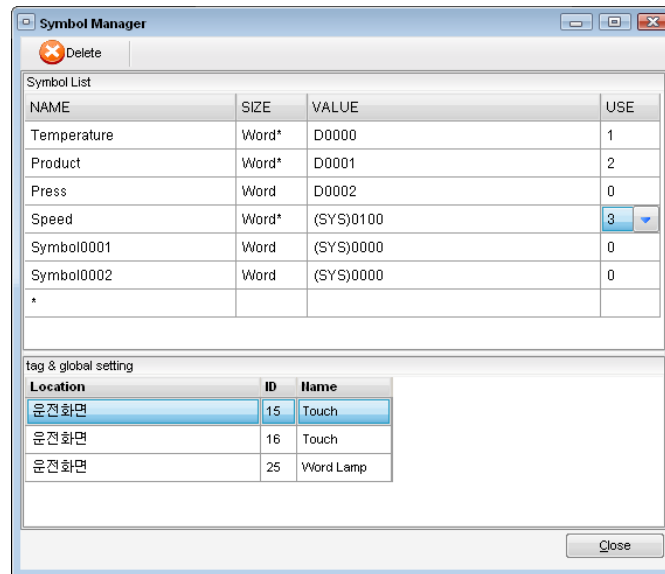 Symbol Manager
Delete
Symbol List
NAME SIZE VALUE USE
Temperature Word* D0000 1
Product Word* D0001 2
Press Word D0002 0
Speed Word* (SYS)0100 3
Symbol0001 Word (SYS)0000 0
Symbol0002 Word (SYS)0000 0
*
tag & global setting
Location ID Name
운전화면 15 Touch
운전화면 16 Touch
운전화면 25 Word Lamp
Close